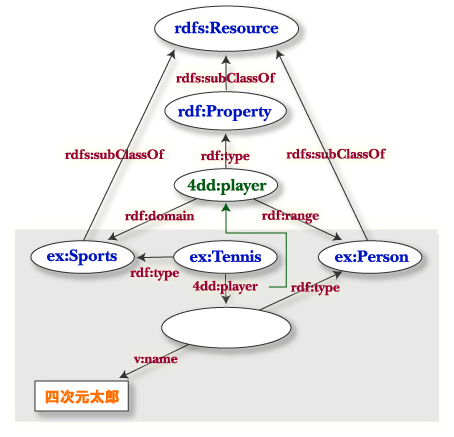 rdfs:Resource
rdfs:subClassOf
rdf:Property
rdfs:subClassOf
rdfs:subClassOf
rdf:type
4dd:player
rdf:domain
rdf:range
ex:Sports
ex:Tennis
ex:Person
rdf:type
4dd:player
rdf:type
v:name
四次元太郎